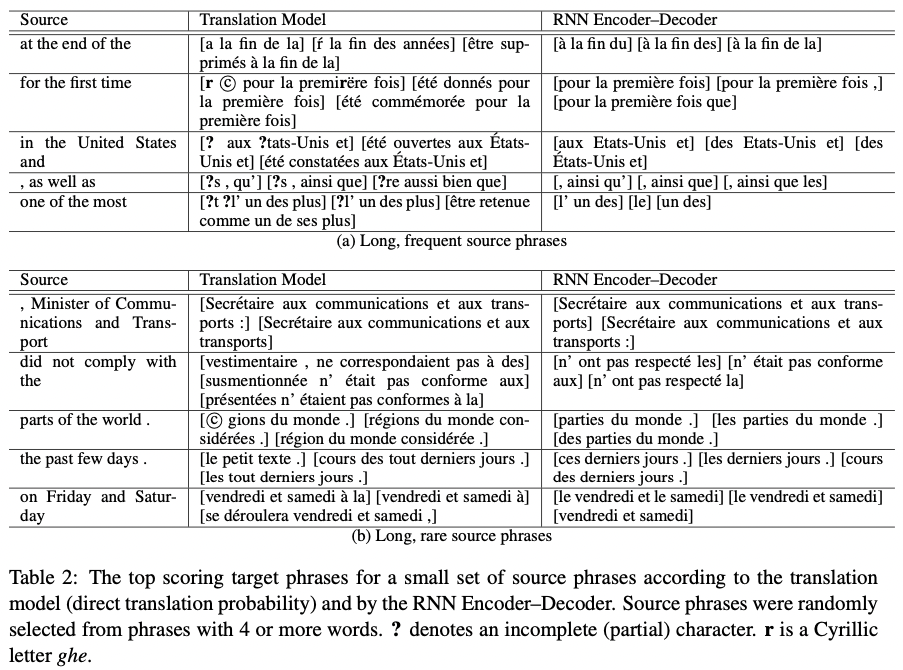 Source Translation Model RNN Encoder–Decoder
at the end of the [a la fin de la] [ŕ la fin des années] [être sup- [à la fin du] [à la fin des] [à la fin de la]
primés à la fin de la]
for the first time [r © pour la premirëre fois] [été donnés pour [pour la première fois] [pour la première fois ,]
la première fois] [été commémorée pour la [pour la première fois que]
première fois]
in the United States [? aux ?tats-Unis et] [été ouvertes aux États- [aux Etats-Unis et] [des Etats-Unis et] [des
and Unis et] [été constatées aux États-Unis et] États-Unis et]
, as well as [?s , qu’] [?s , ainsi que] [?re aussi bien que] [, ainsi qu’] [, ainsi que] [, ainsi que les]
one of the most [?t ?l’ un des plus] [?l’ un des plus] [être retenue [l’ un des] [le] [un des]
comme un de ses plus]
(a) Long, frequent source phrases
Source Translation Model RNN Encoder–Decoder
, Minister of Commu- [Secrétaire aux communications et aux trans- [Secrétaire aux communications et aux trans-
nications and Trans- ports :] [Secrétaire aux communications et aux ports] [Secrétaire aux communications et aux
port transports] transports :]
did not comply with [vestimentaire , ne correspondaient pas à des] [n’ ont pas respecté les] [n’ était pas conforme
the [susmentionnée n’ était pas conforme aux] aux] [n’ ont pas respecté la]
[présentées n’ étaient pas conformes à la]
parts of the world . [© gions du monde .] [régions du monde con- [parties du monde .] [les parties du monde .]
sidérées .] [région du monde considérée .] [des parties du monde .]
the past few days . [le petit texte .] [cours des tout derniers jours .] [ces derniers jours .] [les derniers jours .] [cours
[les tout derniers jours .] des derniers jours .]
on Friday and Satur- [vendredi et samedi à la] [vendredi et samedi à] [le vendredi et le samedi] [le vendredi et samedi]
day [se déroulera vendredi et samedi ,] [vendredi et samedi]
(b) Long, rare source phrases
Table 2: The top scoring target phrases for a small set of source phrases according to the translation
model (direct translation probability) and by the RNN Encoder–Decoder. Source phrases were randomly
selected from phrases with 4 or more words. ? denotes an incomplete (partial) character. r is a Cyrillic
letter ghe.